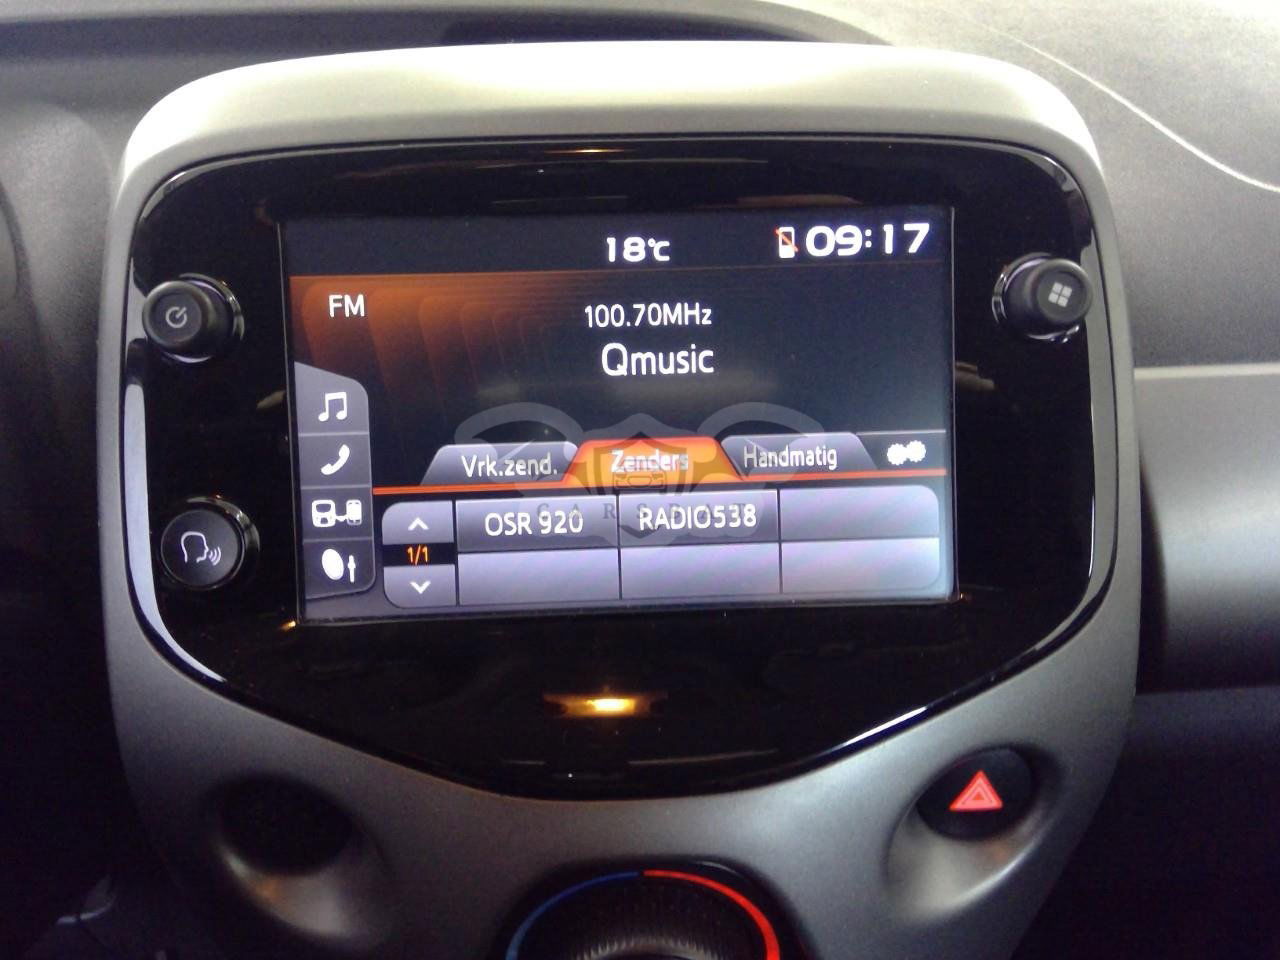 18°C
09:17
FM
100.70MHz
Qmusic
Vrk.zend.
Zenders
Handmatig
OSR 920
RADIO538
1/1